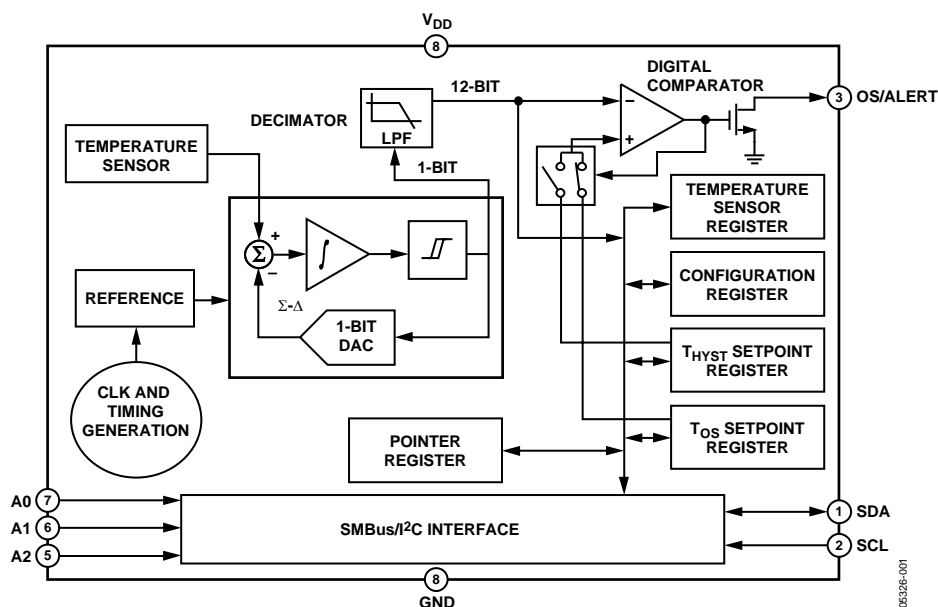 VDD
8
DIGITAL
COMPARATOR
12-BIT
–
+
3 OS/ALERT
DECIMATOR
LPF
1-BIT
TEMPERATURE
SENSOR
+
Σ
–
∫
Σ-Δ
1-BIT
DAC
REFERENCE
CLK AND
TIMING
GENERATION
TEMPERATURE
SENSOR
REGISTER
CONFIGURATION
REGISTER
THYST SETPOINT
REGISTER
TOS SETPOINT
REGISTER
POINTER
REGISTER
A0 7
A1 6
A2 5
SMBus/I2C INTERFACE
1 SDA
2 SCL
8
GND
05326-001